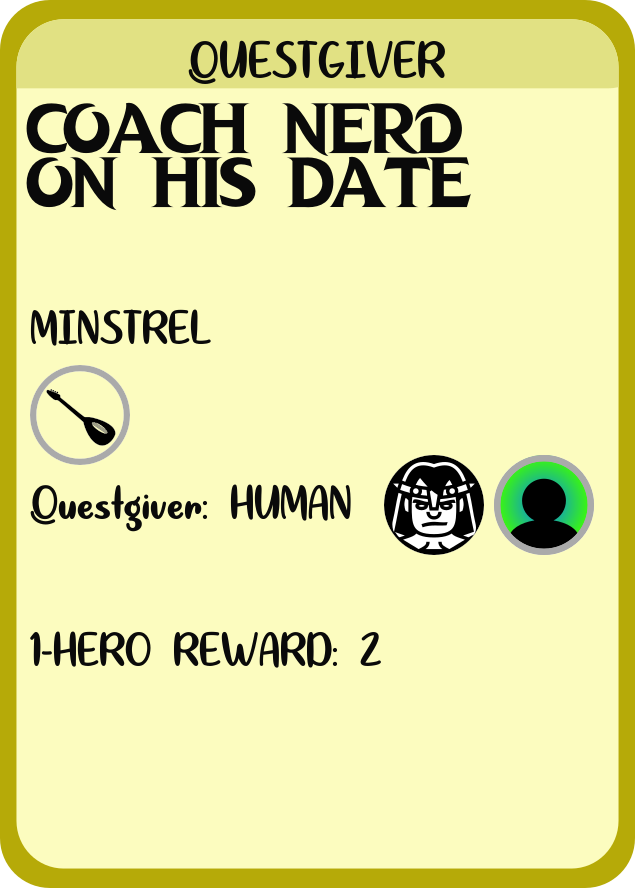 QUESTGIVER
COACH NERD
ON HIS DATE
MINSTREL
Questgiver: HUMAN
1-HERO REWARD: 2